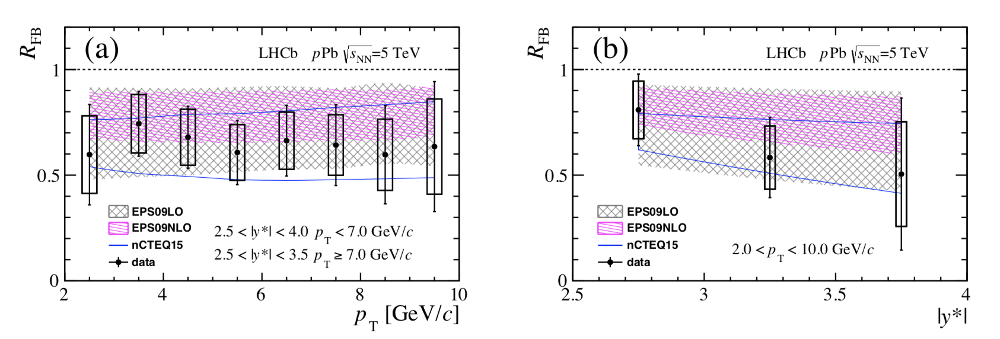 R_FB
(a)
LHCb pPb √s_NN=5 TeV
1
0.5
0
EPS09LO
EPS09NLO
nCTEQ15
data
2.5 < |y*| < 4.0 p_T < 7.0 GeV/c
2.5 < |y*| < 3.5 p_T ≥ 7.0 GeV/c
2 4 6 8 10
p_T [GeV/c]
R_FB
(b)
LHCb pPb √s_NN=5 TeV
1
0.5
0
EPS09LO
EPS09NLO
nCTEQ15
data
2.0 < p_T < 10.0 GeV/c
2.5 3 3.5 4
|y*|